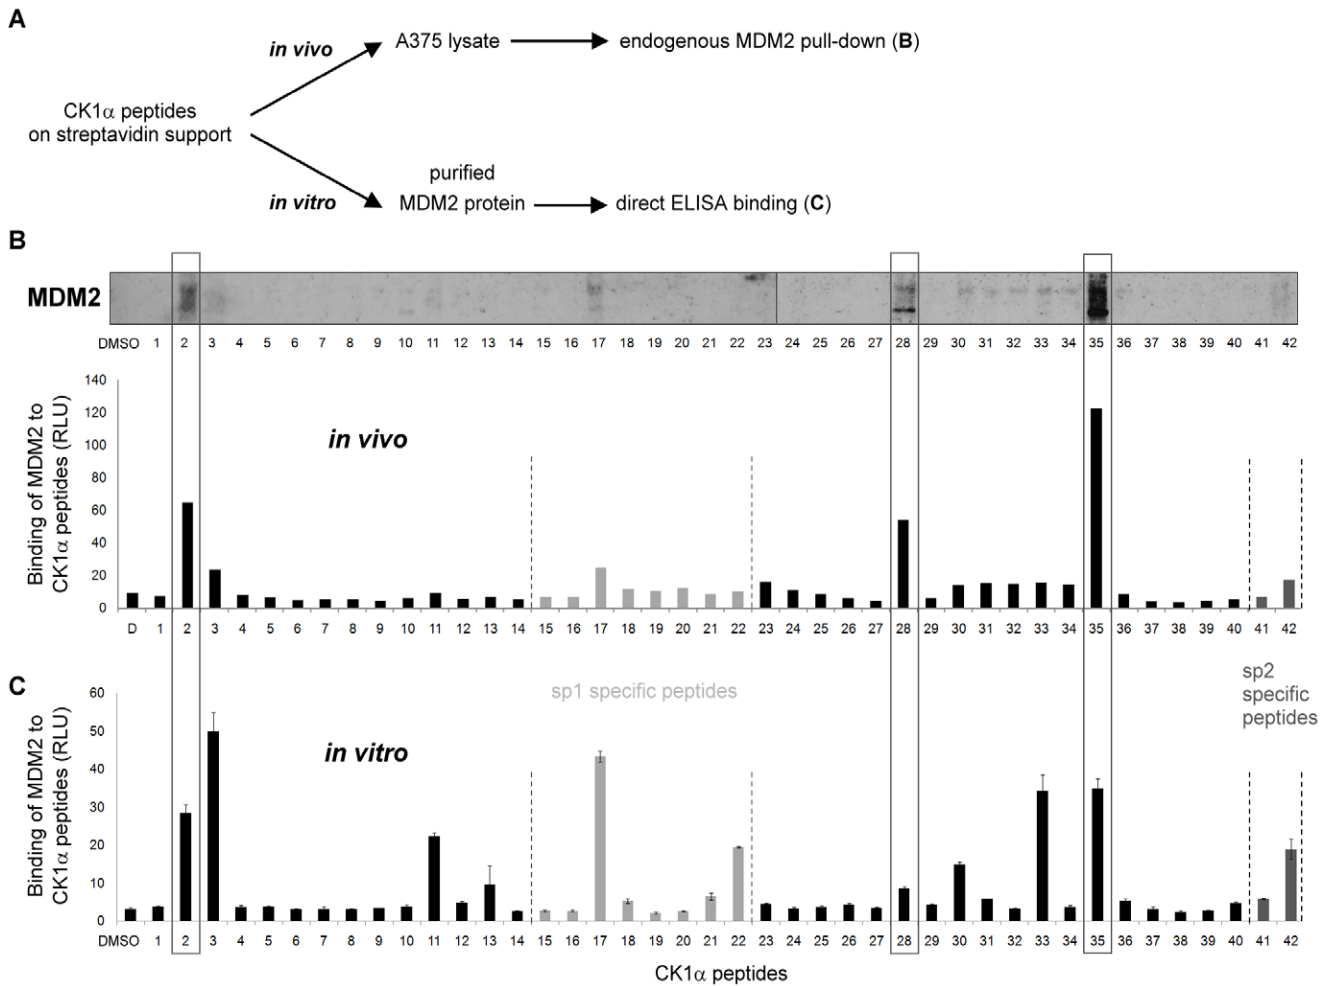 A
in vivo
A375 lysate
endogenous MDM2 pull-down (B)
CK1α peptides
on streptavidin support
purified
in vitro
MDM2 protein
direct ELISA binding (C)
B
MDM2
DMSO 1 2 3 4 5 6 7 8 9 10 11 12 13 14 15 16 17 18 19 20 21 22 23 24 25 26 27 28 29 30 31 32 33 34 35 36 37 38 39 40 41 42
Binding of MDM2 to
CK1α peptides (RLU)
140
120
100
80
60
40
20
0
in vivo
D 1 2 3 4 5 6 7 8 9 10 11 12 13 14 15 16 17 18 19 20 21 22 23 24 25 26 27 28 29 30 31 32 33 34 35 36 37 38 39 40 41 42
C
sp1 specific peptides
sp2
specific
peptides
Binding of MDM2 to
CK1α peptides (RLU)
60
50
40
30
20
10
0
in vitro
DMSO 1 2 3 4 5 6 7 8 9 10 11 12 13 14 15 16 17 18 19 20 21 22 23 24 25 26 27 28 29 30 31 32 33 34 35 36 37 38 39 40 41 42
CK1α peptides